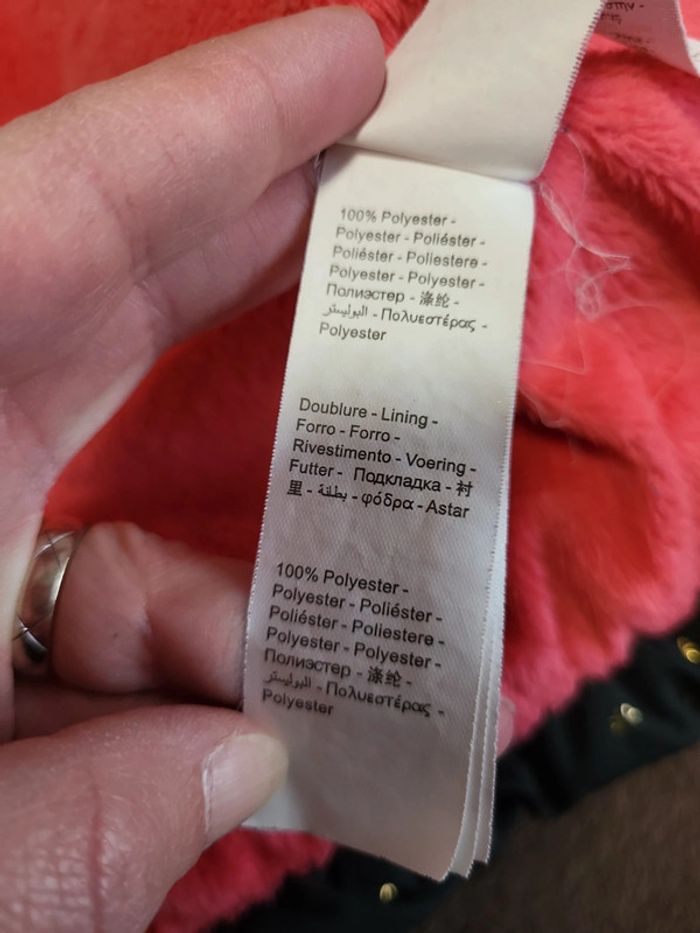 100% Polyester -
Polyester - Poliéster -
Poliéster - Poliestere -
Polyester - Polyester -
Полиэстер - 涤纶 -
البوليستر - Πολυεστέρας -
Polyester
Doublure - Lining -
Forro - Forro -
Rivestimento - Voering -
Futter - Подкладка - 衬
里 - بطانة - φόδρα - Astar
100% Polyester -
Polyester - Poliéster -
Poliéster - Poliestere -
Polyester - Polyester -
Полиэстер - 涤纶 -
البوليستر - Πολυεστέρας -
Polyester